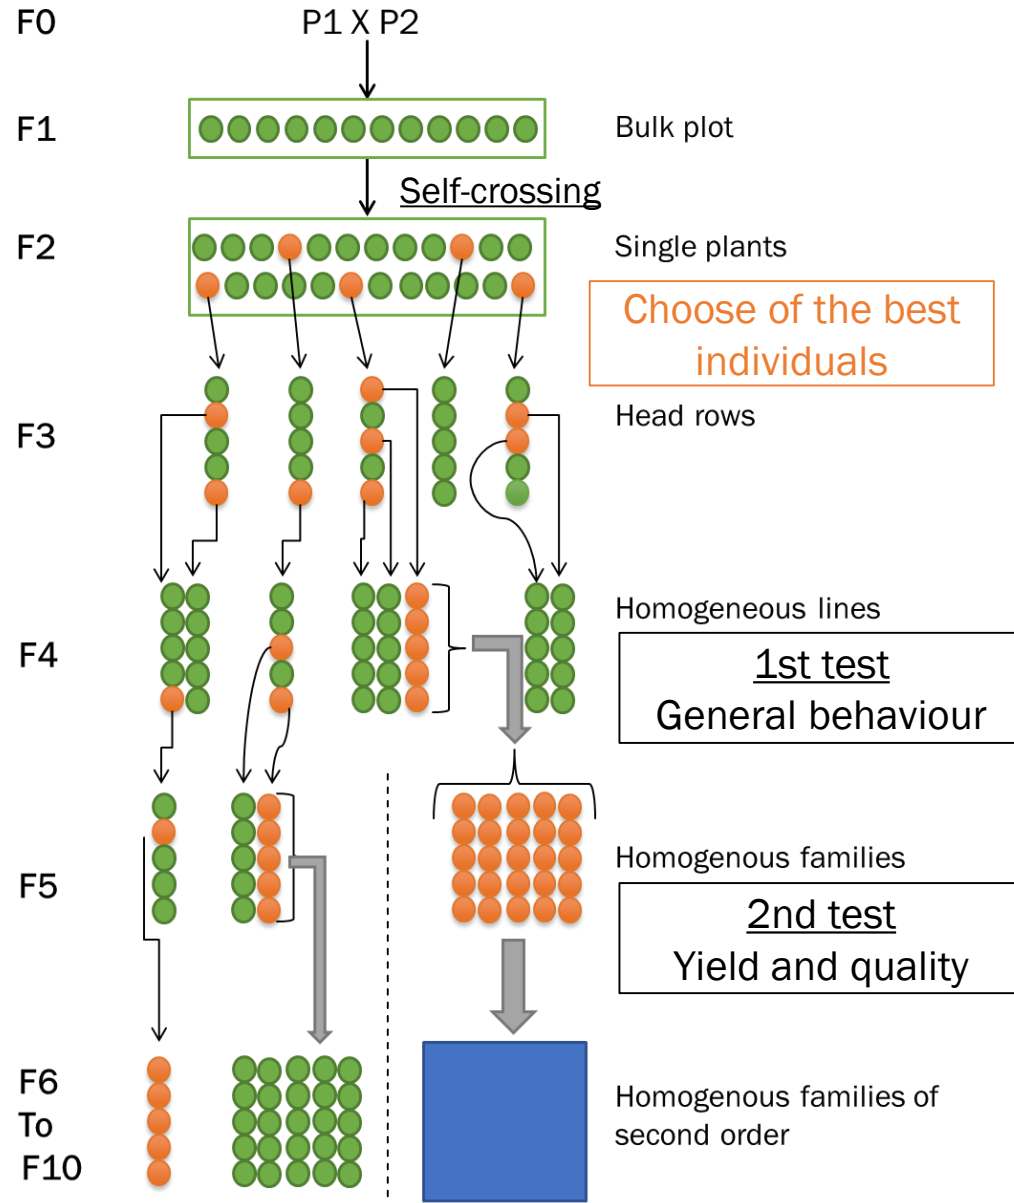 F0
P1 X P2
F1
Bulk plot
Self-crossing
F2
Single plants
Choose of the best
individuals
F3
Head rows
Homogeneous lines
F4
1st test
General behaviour
Homogenous families
F5
2nd test
Yield and quality
F6
To
F10
Homogenous families of
second order